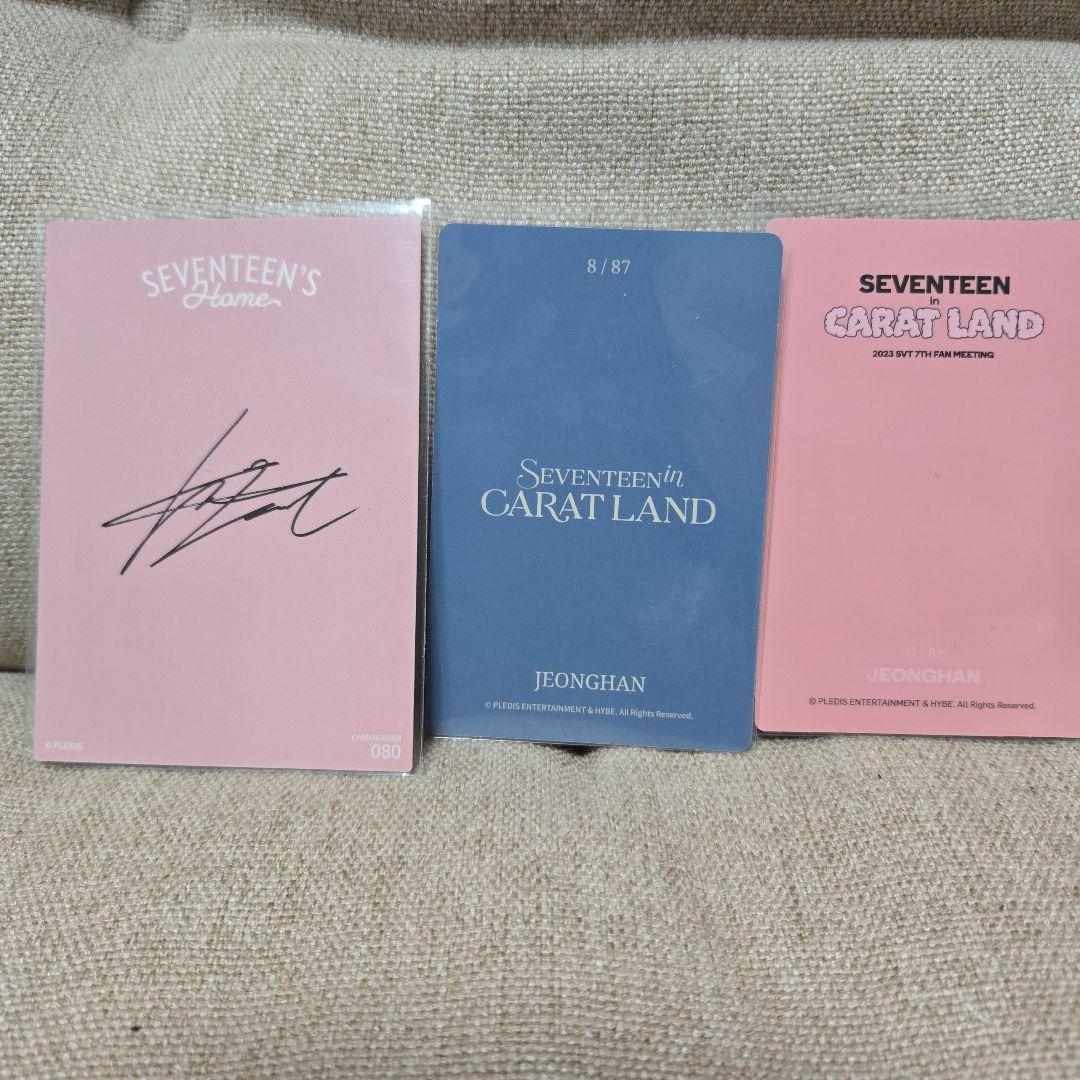 SEVENTEEN'S
Home
© PLEDIS
CARD NUMBER
080
8 / 87
SEVENTEEN in
CARAT LAND
JEONGHAN
© PLEDIS ENTERTAINMENT & HYBE. All Rights Reserved.
SEVENTEEN
in
CARAT LAND
2023 SVT 7TH FAN MEETING
10 / 82
JEONGHAN
© PLEDIS ENTERTAINMENT & HYBE. All Rights Reserved.